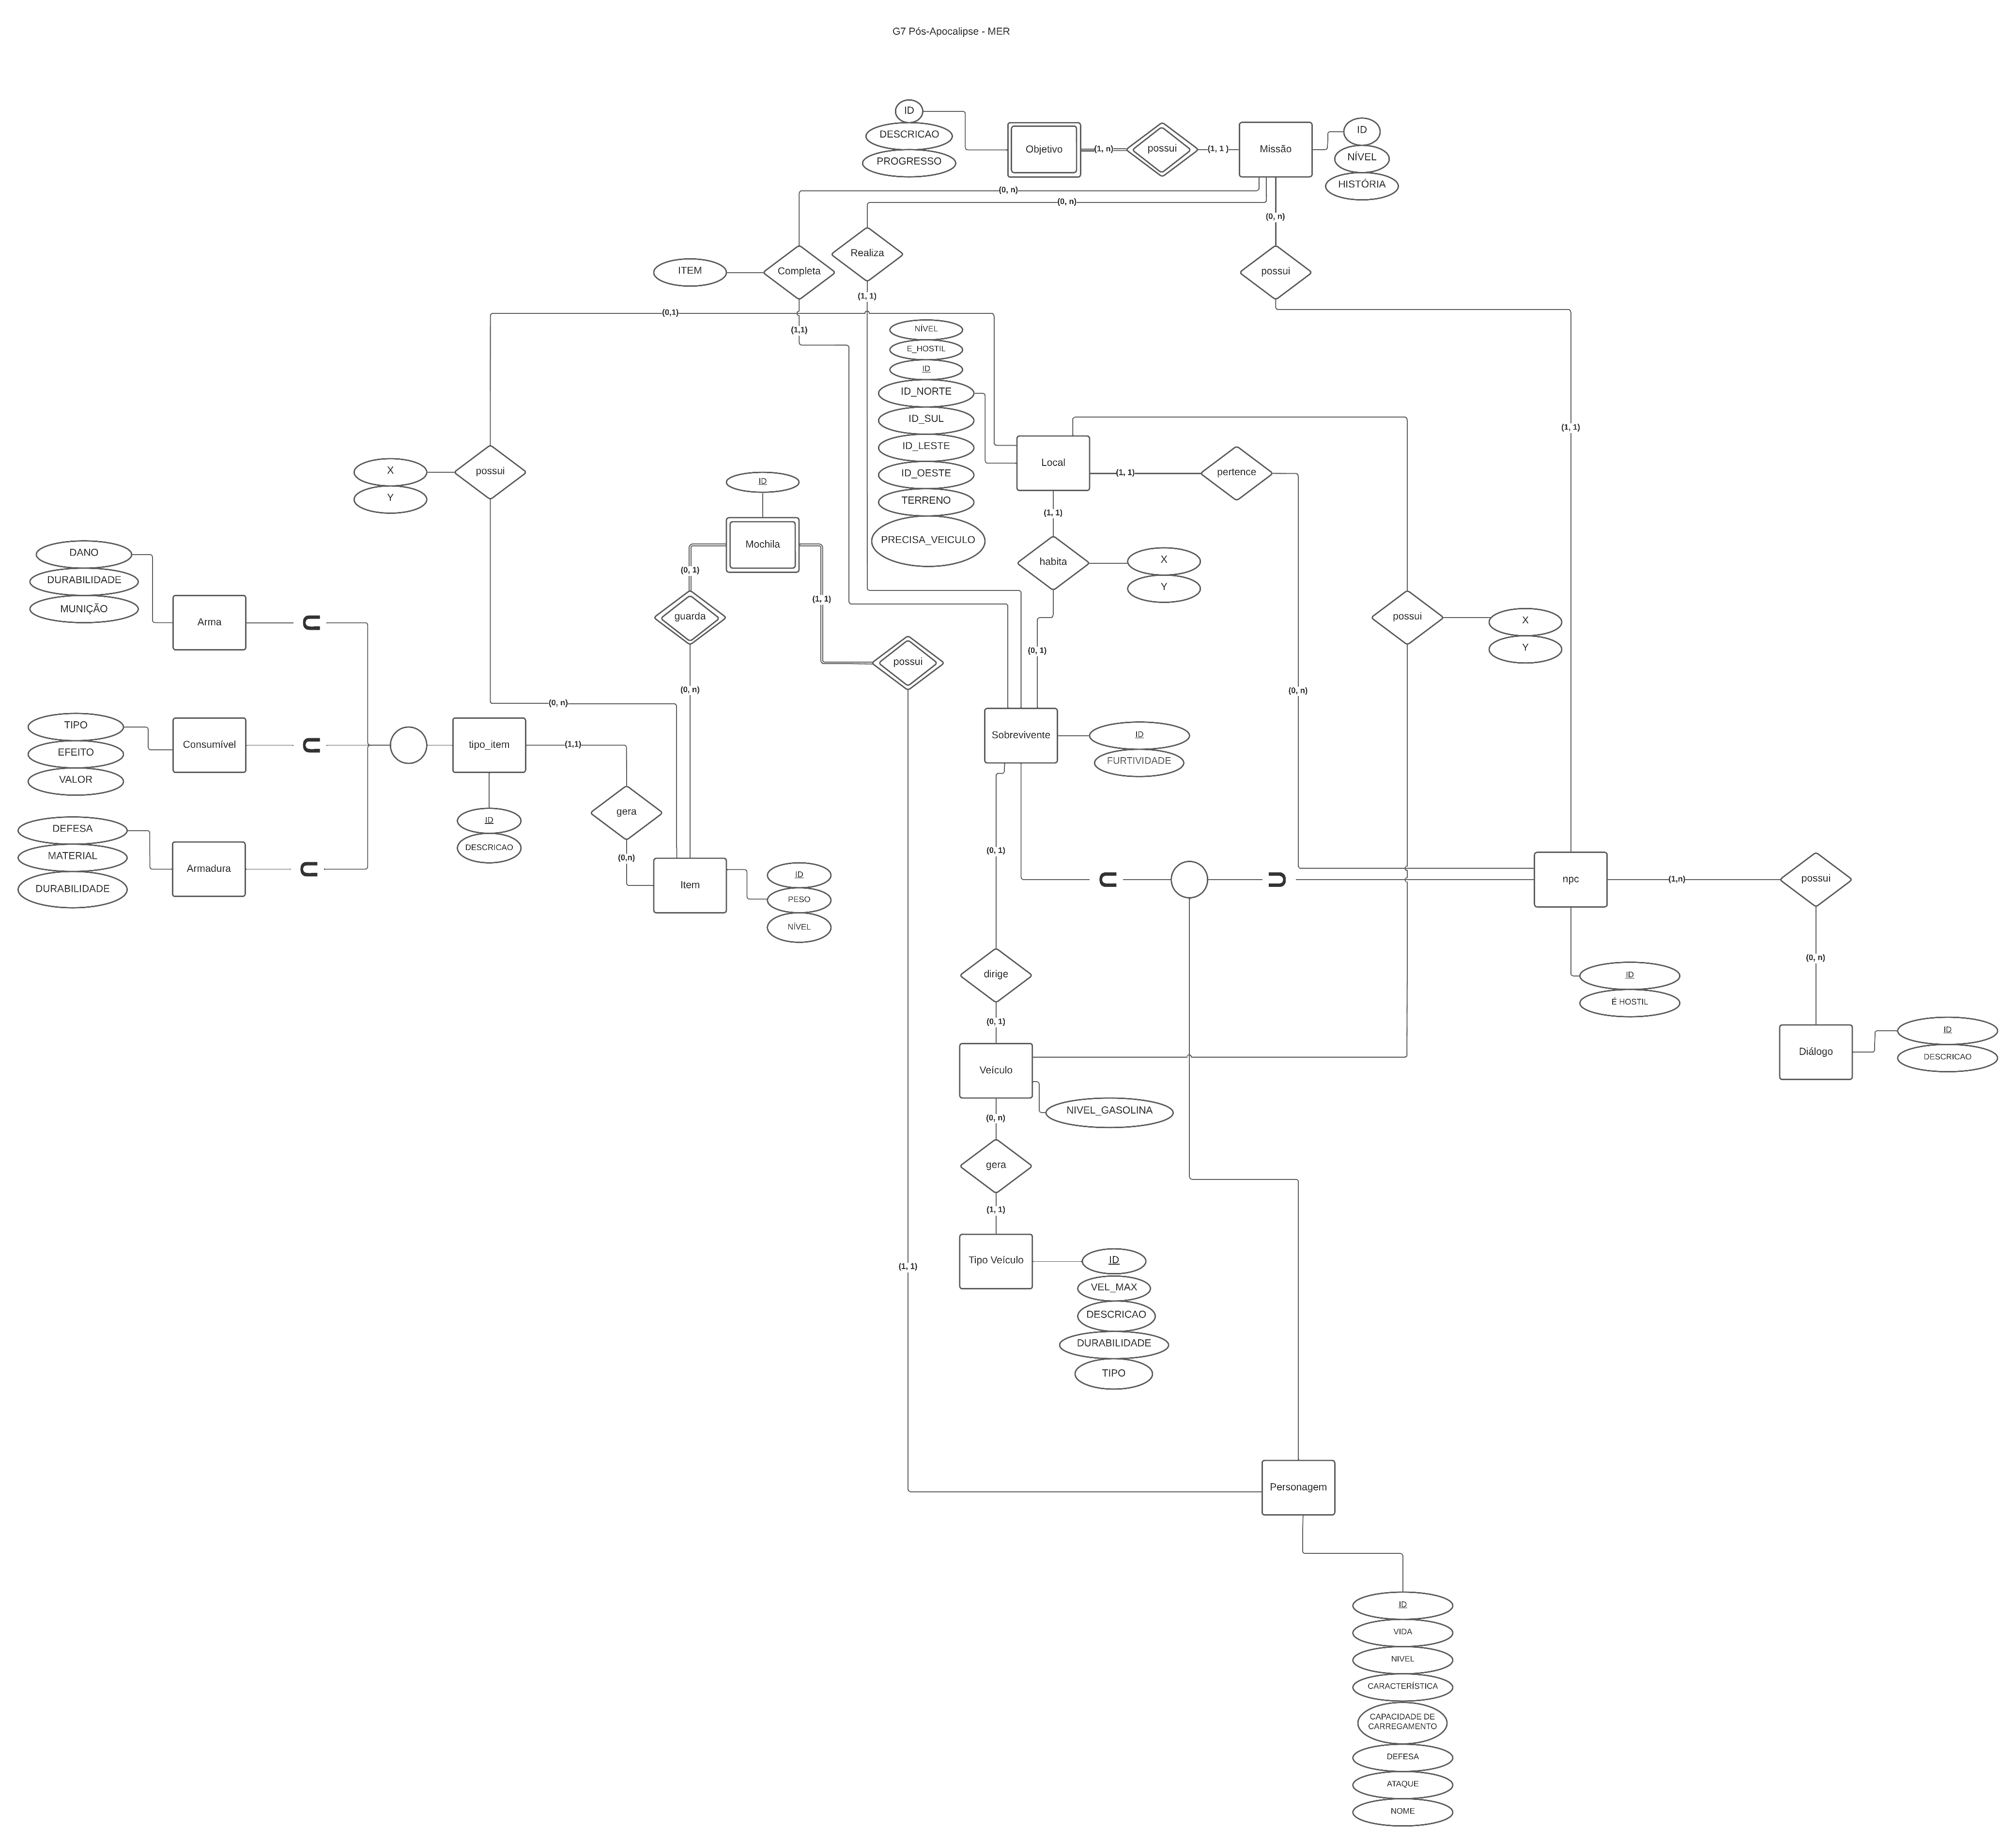 G7 Pós-Apocalipse - MER
ID
DESCRICAO
PROGRESSO
Objetivo
(1, n)
possui
(1, 1 )
Missão
ID
NÍVEL
HISTÓRIA
(0, n)
(0, n)
(0, n)
Realiza
ITEM
Completa
possui
(1, 1)
(0,1)
(1,1)
NÍVEL
E_HOSTIL
ID
ID_NORTE
ID_SUL
ID_LESTE
ID_OESTE
TERRENO
PRECISA_VEICULO
(1, 1)
Local
(1, 1)
pertence
X
Y
possui
ID
Mochila
(1, 1)
habita
X
Y
DANO
DURABILIDADE
MUNIÇÃO
Arma
(0, 1)
guarda
(1, 1)
possui
(0, 1)
possui
X
Y
(0, n)
(0, n)
(0, n)
TIPO
EFEITO
VALOR
Consumível
tipo_item
(1,1)
ID
DESCRICAO
gera
(0,n)
Sobrevivente
ID
FURTIVIDADE
DEFESA
MATERIAL
DURABILIDADE
Armadura
Item
ID
PESO
NÍVEL
(0, 1)
npc
(1,n)
possui
(0, n)
ID
É HOSTIL
Diálogo
ID
DESCRICAO
dirige
(0, 1)
Veículo
NIVEL_GASOLINA
(0, n)
gera
(1, 1)
Tipo Veículo
ID
VEL_MAX
DESCRICAO
DURABILIDADE
TIPO
(1, 1)
Personagem
ID
VIDA
NIVEL
CARACTERÍSTICA
CAPACIDADE DE
CARREGAMENTO
DEFESA
ATAQUE
NOME